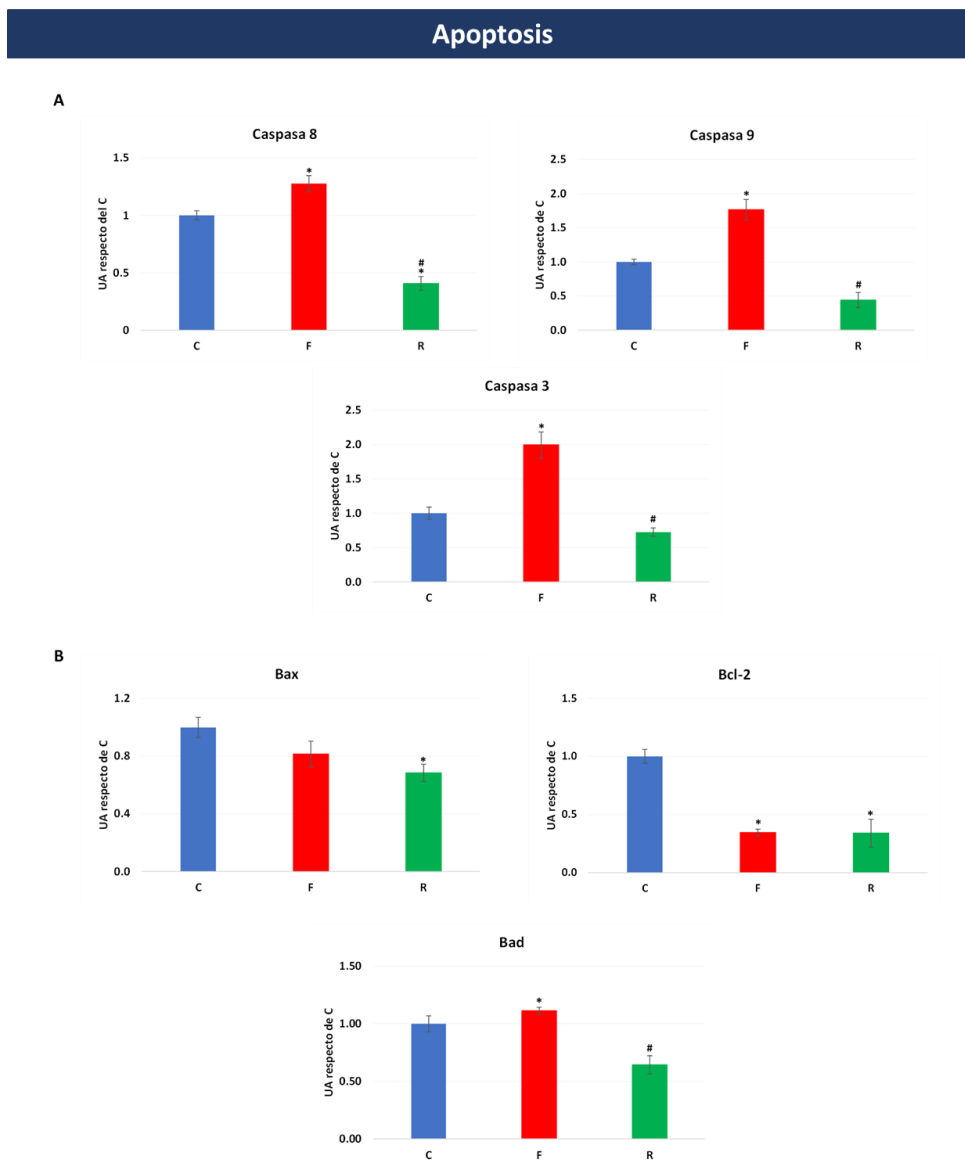 Apoptosis
A
Caspasa 8
UA respecto del C
1.5
1
0.5
0
*
#
*
C F R
Caspasa 9
UA respecto de C
2.5
2.0
1.5
1.0
0.5
0.0
*
#
C F R
Caspasa 3
UA respecto de C
2.5
2.0
1.5
1.0
0.5
0.0
*
#
C F R
B
Bax
UA respecto de C
1.2
0.8
0.4
0.0
*
C F R
Bcl-2
UA respecto de C
1.5
1.0
0.5
0.0
*
*
C F R
Bad
UA respecto de C
1.50
1.00
0.50
0.00
*
#
C F R